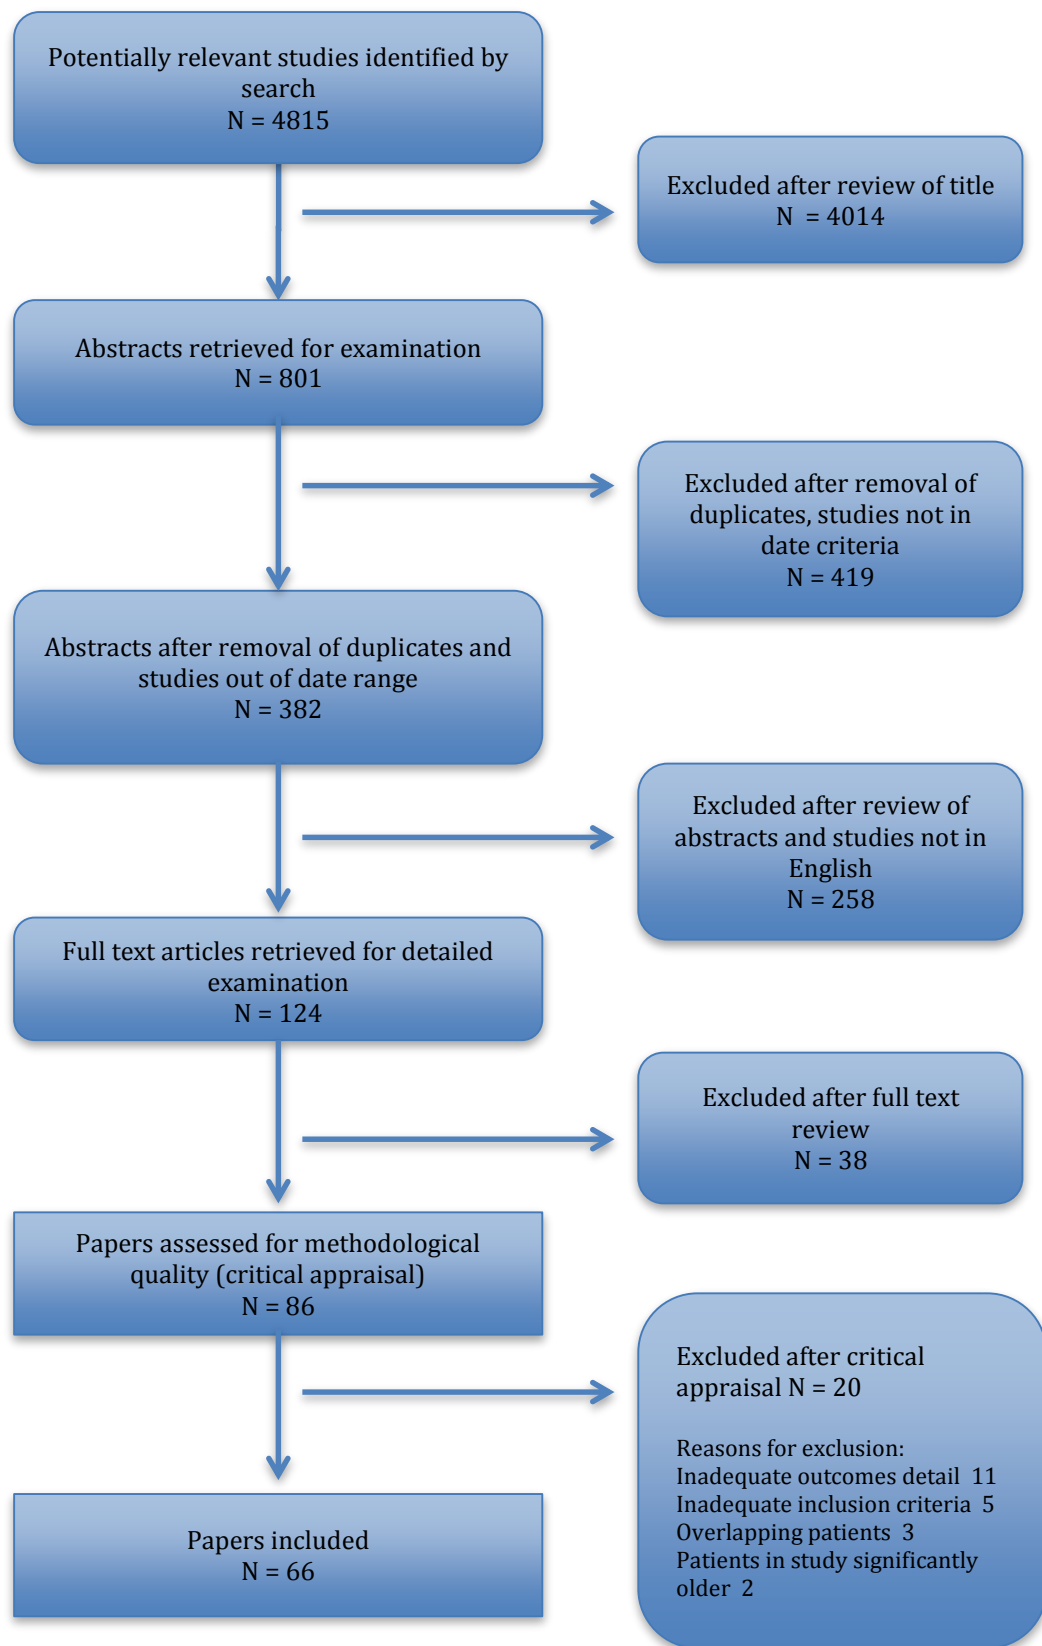 Potentially relevant studies identified by
search
N = 4815
Excluded after review of title
N = 4014
Abstracts retrieved for examination
N = 801
Excluded after removal of
duplicates, studies not in
date criteria
N = 419
Abstracts after removal of duplicates and
studies out of date range
N = 382
Excluded after review of
abstracts and studies not in
English
N = 258
Full text articles retrieved for detailed
examination
N = 124
Excluded after full text
review
N = 38
Papers assessed for methodological
quality (critical appraisal)
N = 86
Excluded after critical
appraisal N = 20
Reasons for exclusion:
Inadequate outcomes detail 11
Inadequate inclusion criteria 5
Overlapping patients 3
Patients in study significantly
older 2
Papers included
N = 66